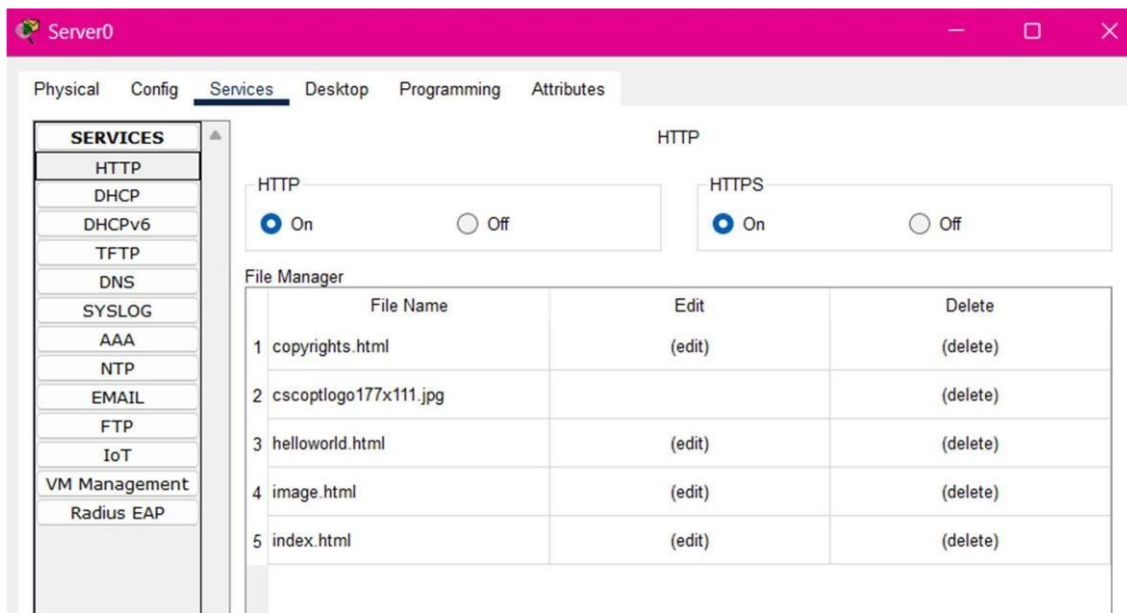 Server0
Physical Config Services Desktop Programming Attributes
SERVICES
HTTP
DHCP
DHCPv6
TFTP
DNS
SYSLOG
AAA
NTP
EMAIL
FTP
IoT
VM Management
Radius EAP
HTTP
HTTP
On Off
HTTPS
On Off
File Manager
File Name Edit Delete
1 copyrights.html (edit) (delete)
2 cscoptlogo177x111.jpg (delete)
3 helloworld.html (edit) (delete)
4 image.html (edit) (delete)
5 index.html (edit) (delete)